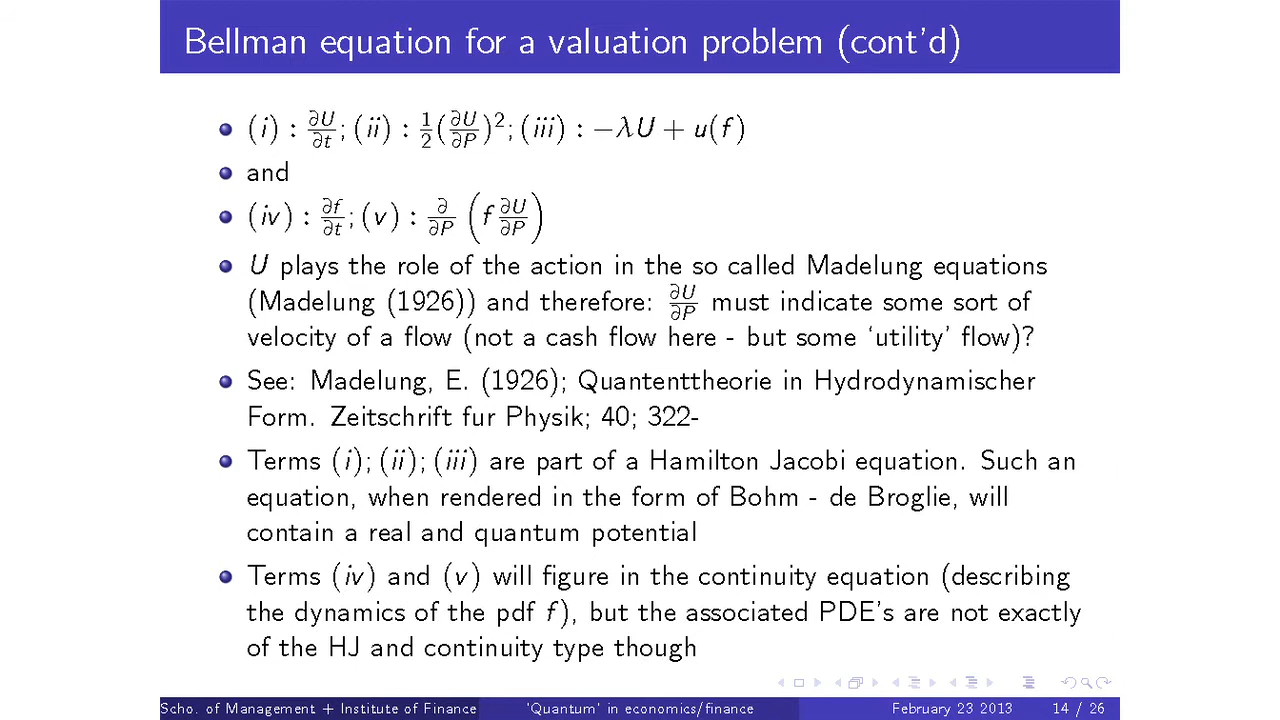 Bellman equation for a valuation problem (cont'd)
(i) : ∂U/∂t; (ii) : 1/2(∂U/∂P)²; (iii) : −λU + u(f)
and
(iv) : ∂f/∂t; (v) : ∂/∂P (f ∂U/∂P)
U plays the role of the action in the so called Madelung equations
(Madelung (1926)) and therefore: ∂U/∂P must indicate some sort of
velocity of a flow (not a cash flow here - but some 'utility' flow)?
See: Madelung, E. (1926); Quantenttheorie in Hydrodynamischer
Form. Zeitschrift fur Physik; 40; 322-
Terms (i); (ii); (iii) are part of a Hamilton Jacobi equation. Such an
equation, when rendered in the form of Bohm - de Broglie, will
contain a real and quantum potential
Terms (iv) and (v) will figure in the continuity equation (describing
the dynamics of the pdf f), but the associated PDE's are not exactly
of the HJ and continuity type though
Scho. of Management + Institute of Finance 'Quantum' in economics/finance February 23 2013 14 / 26